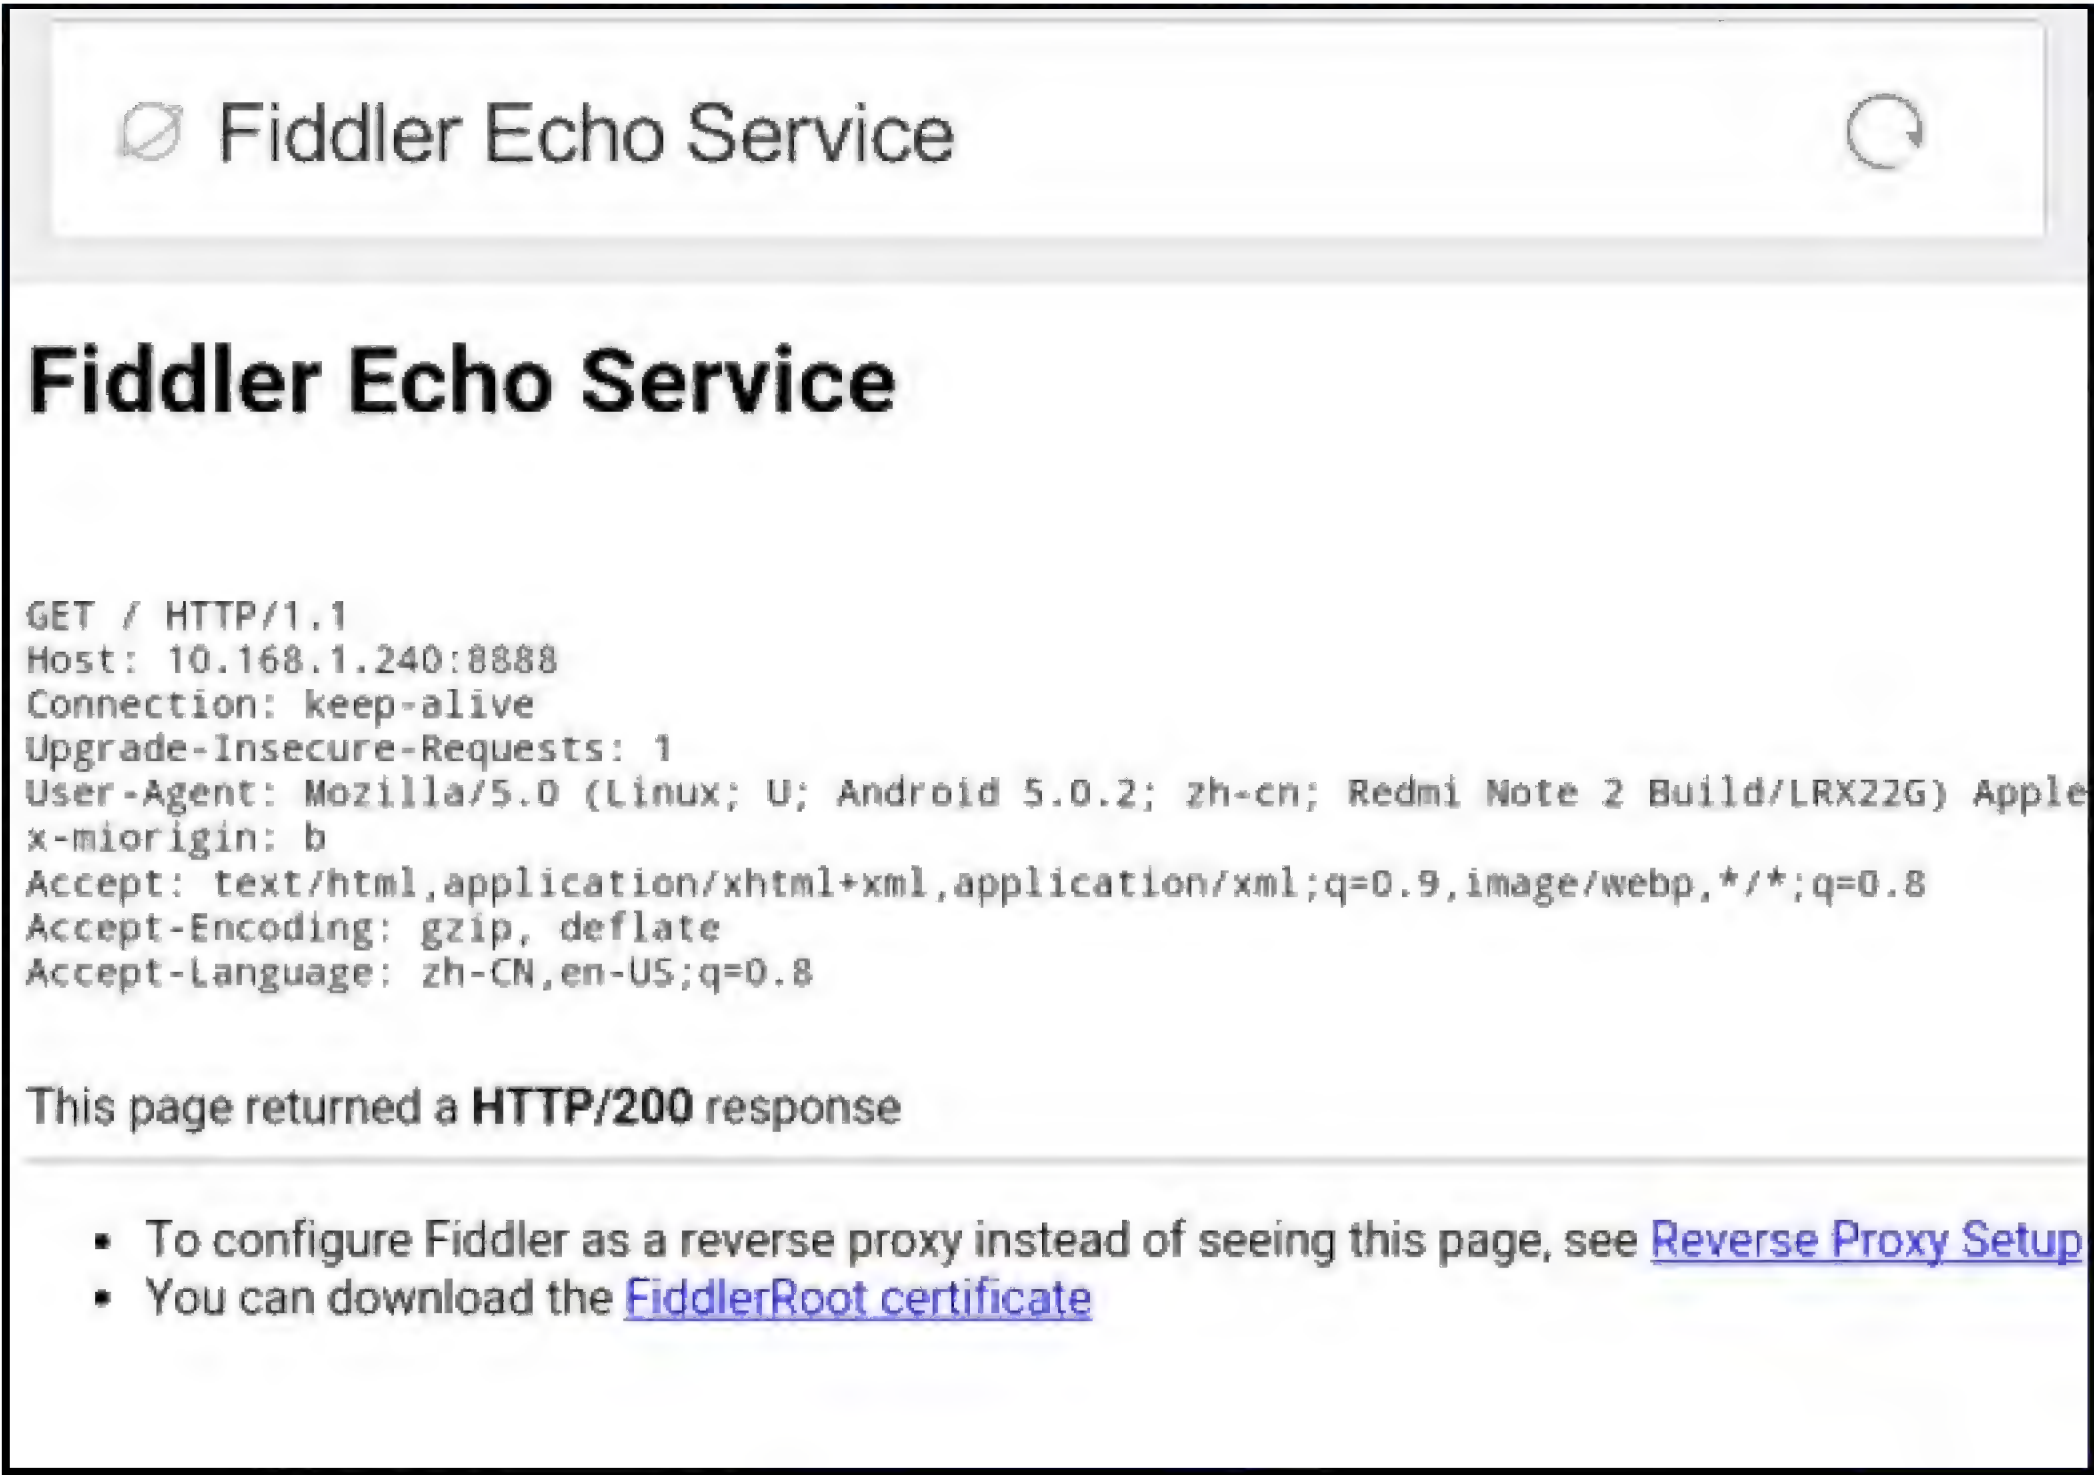 Fiddler Echo Service
Fiddler Echo Service
GET / HTTP/1.1
Host: 10.168.1.240:8888
Connection: keep-alive
Upgrade-Insecure-Requests: 1
User-Agent: Mozilla/5.0 (Linux; U; Android 5.0.2; zh-cn; Redmi Note 2 Build/LRX22G) Apple
x-miorigin: b
Accept: text/html,application/xhtml+xml,application/xml;q=0.9,image/webp,*/*;q=0.8
Accept-Encoding: gzip, deflate
Accept-Language: zh-CN,en-US;q=0.8
This page returned a HTTP/200 response
• To configure Fiddler as a reverse proxy instead of seeing this page, see Reverse Proxy Setup
• You can download the FiddlerRoot certificate